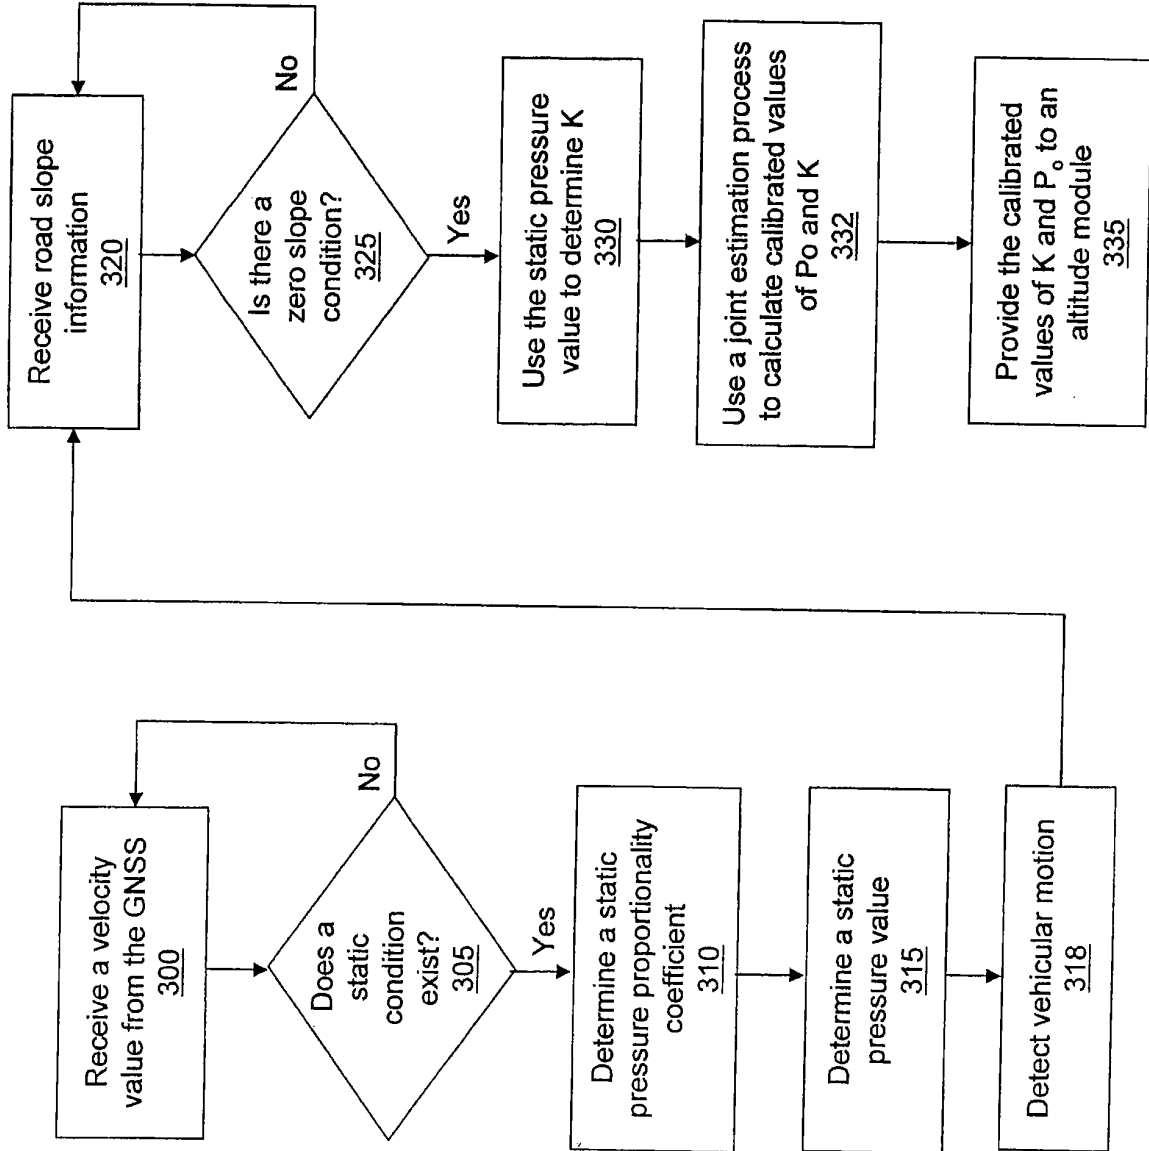 Receive a velocity
value from the GNSS
300
Does a
static
condition
exist?
305
No
Yes
Determine a static
pressure proportionality
coefficient
310
Determine a static
pressure value
315
Detect vehicular motion
318
Receive road slope
information
320
Is there a
zero slope
condition?
325
No
Yes
Use the static pressure
value to determine K
330
Use a joint estimation process
to calculate calibrated values
of Po and K
332
Provide the calibrated
values of K and Po to an
altitude module
335